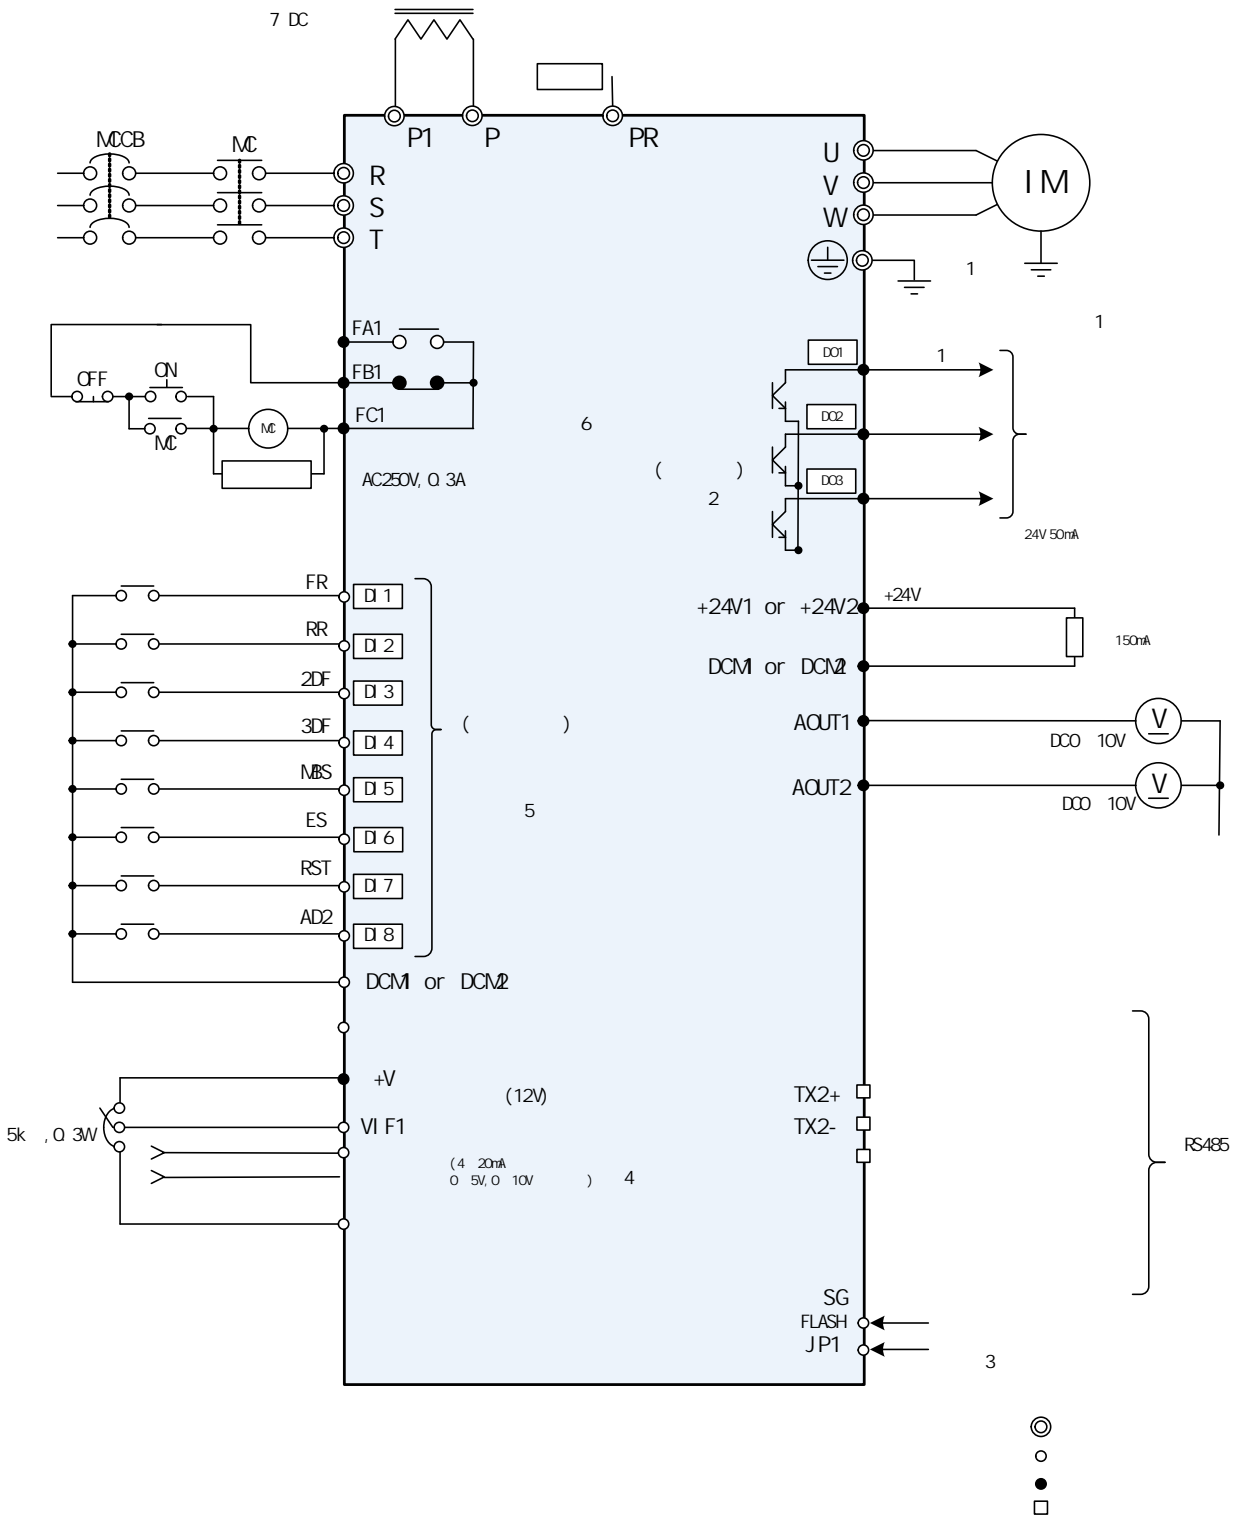 7 DC
P1
P
PR
MCCB
MC
R
S
T
U
V
W
IM
1
1
FA1
FB1
FC1
OFF
ON
MC
MC
AC250V, 0.3A
6
( )
2
DO1
DO2
DO3
1
24V 50mA
FR
DI1
RR
DI2
2DF
DI3
3DF
DI4
MBS
DI5
ES
DI6
RST
DI7
AD2
DI8
( )
5
DCM1 or DCM2
+24V1 or +24V2
+24V
150mA
DCM1 or DCM2
AOUT1
V
DC0 10V
AOUT2
V
DC0 10V
+V
(12V)
VIF1
5k , 0.3W
(4 20mA
0 5V, 0 10V ) 4
TX2+
TX2-
RS485
SG
FLASH
JP1
3